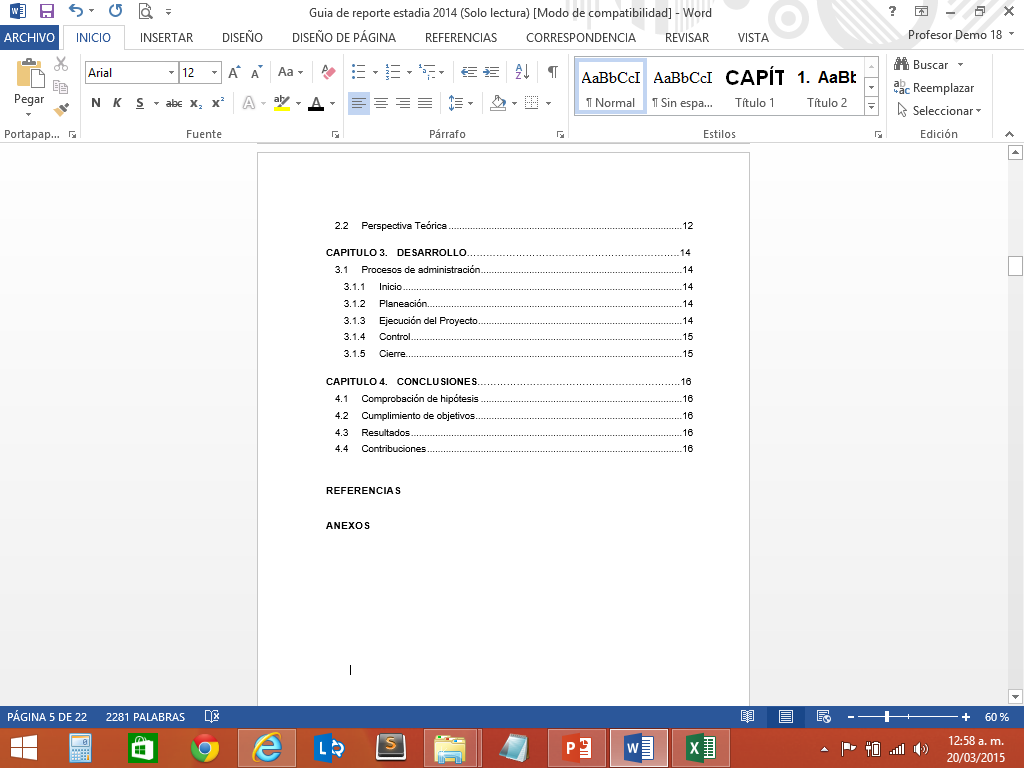 Guia de reporte estadia 2014 (Solo lectura) [Modo de compatibilidad] - Word
ARCHIVO INICIO INSERTAR DISEÑO DISEÑO DE PÁGINA REFERENCIAS CORRESPONDENCIA REVISAR VISTA Profesor Demo 18
Pegar
Portapap...
Arial 12 Aa
N K S abc x₂ x² A aby A
Fuente
Párrafo
AaBbCcI AaBbCcI CAPÍT 1. AaBb
¶ Normal ¶ Sin espa... Título 1 Título 2
Estilos
Buscar
Reemplazar
Seleccionar
Edición
2.2 Perspectiva Teórica 12
CAPITULO 3. DESARROLLO 14
3.1 Procesos de administración 14
3.1.1 Inicio 14
3.1.2 Planeación 14
3.1.3 Ejecución del Proyecto 14
3.1.4 Control 15
3.1.5 Cierre 15
CAPITULO 4. CONCLUSIONES 16
4.1 Comprobación de hipótesis 16
4.2 Cumplimiento de objetivos 16
4.3 Resultados 16
4.4 Contribuciones 16
REFERENCIAS
ANEXOS
PÁGINA 5 DE 22 2281 PALABRAS 60 %
12:58 a. m.
20/03/2015